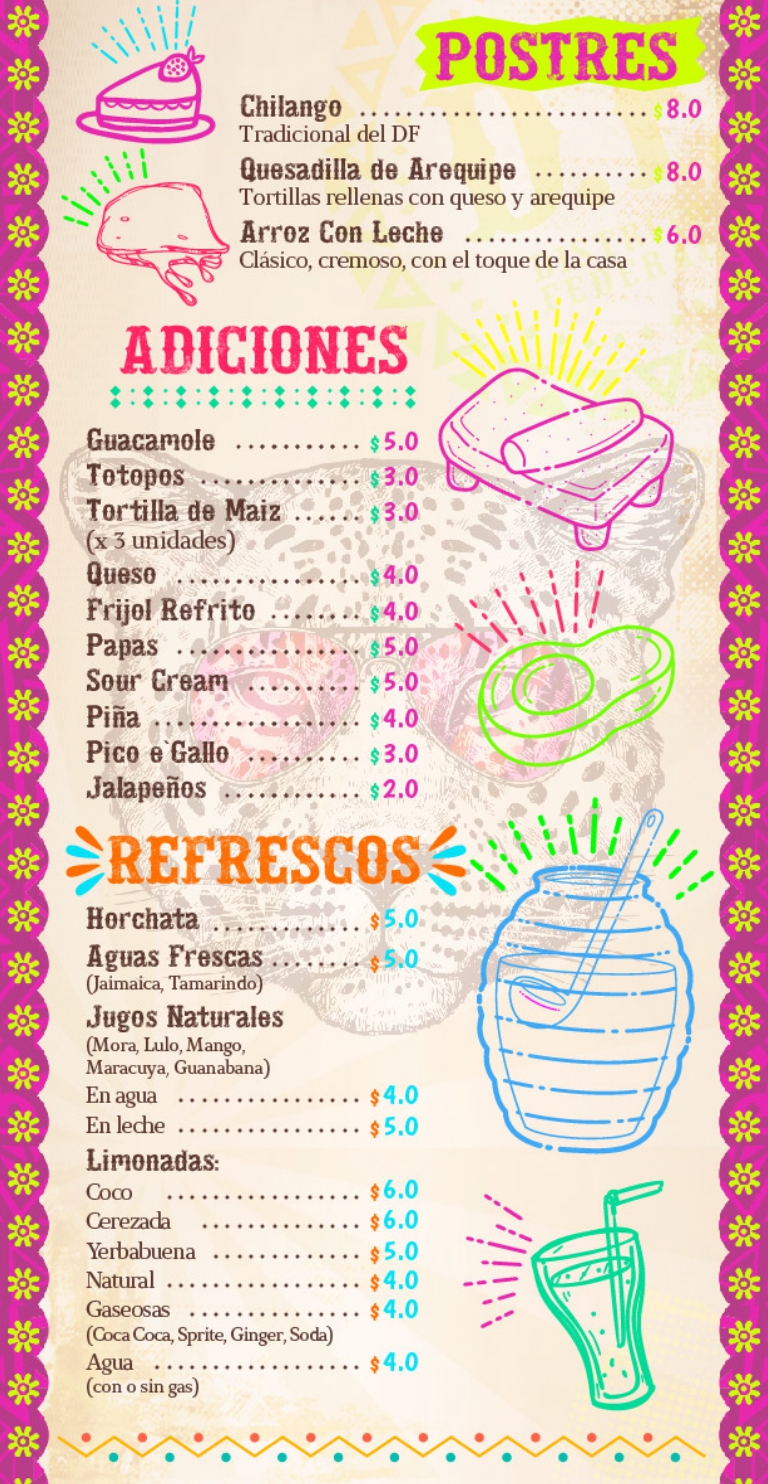 POSTRES
Chilango ............................. $8.0
Tradicional del DF
Quesadilla de Arequipe .......... $8.0
Tortillas rellenas con queso y arequipe
Arroz Con Leche .................. $6.0
Clásico, cremoso, con el toque de la casa
ADICIONES
Guacamole ........... $5.0
Totopos .............. $3.0
Tortilla de Maiz ...... $3.0
(x 3 unidades)
Queso ................ $4.0
Frijol Refrito ......... $4.0
Papas ................ $5.0
Sour Cream .......... $5.0
Piña .................. $4.0
Pico e Gallo .......... $3.0
Jalapeños ............ $2.0
REFRESCOS
Horchata ............. $5.0
Aguas Frescas ........ $5.0
(Jaimaica, Tamarindo)
Jugos Naturales
(Mora, Lulo, Mango,
Maracuya, Guanabana)
En agua ................ $4.0
En leche ................ $5.0
Limonadas:
Coco ................. $6.0
Cerezada .............. $6.0
Yerbabuena ............. $5.0
Natural ................. $4.0
Gaseosas ............... $4.0
(Coca Coca, Sprite, Ginger, Soda)
Agua .................. $4.0
(con o sin gas)